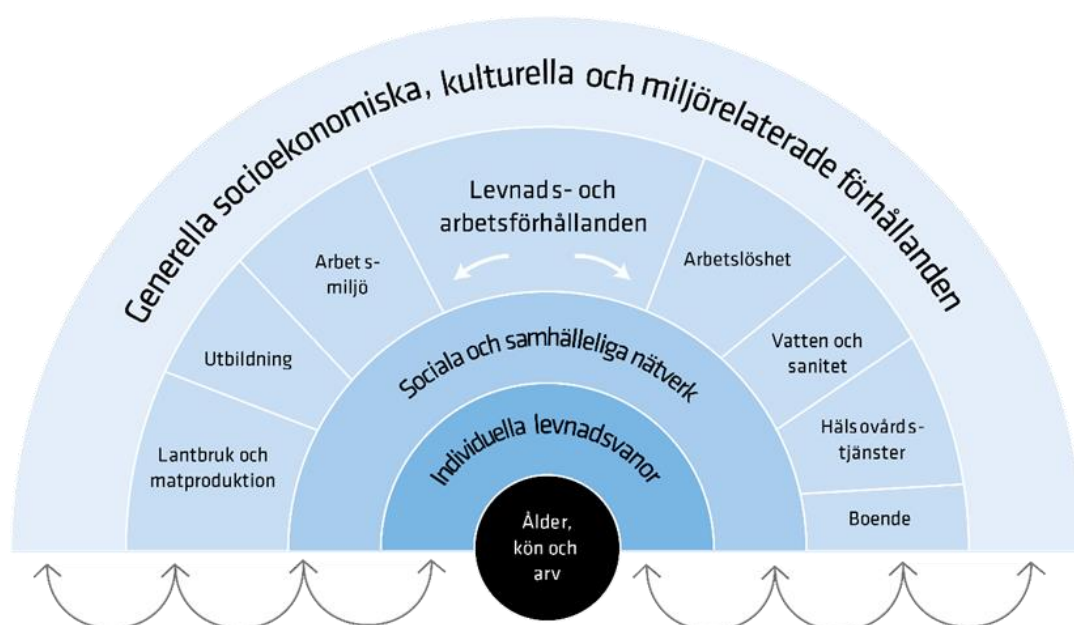 Generella socioekonomiska, kulturella och miljörelaterade förhållanden
Levnads- och
arbetsförhållanden
Arbets-
miljö
Arbetslöshet
Utbildning
Vatten och
sanitet
Lantbruk och
matproduktion
Hälsovårds-
tjänster
Boende
Sociala och samhälleliga nätverk
Individuella levnadsvanor
Ålder,
kön och
arv